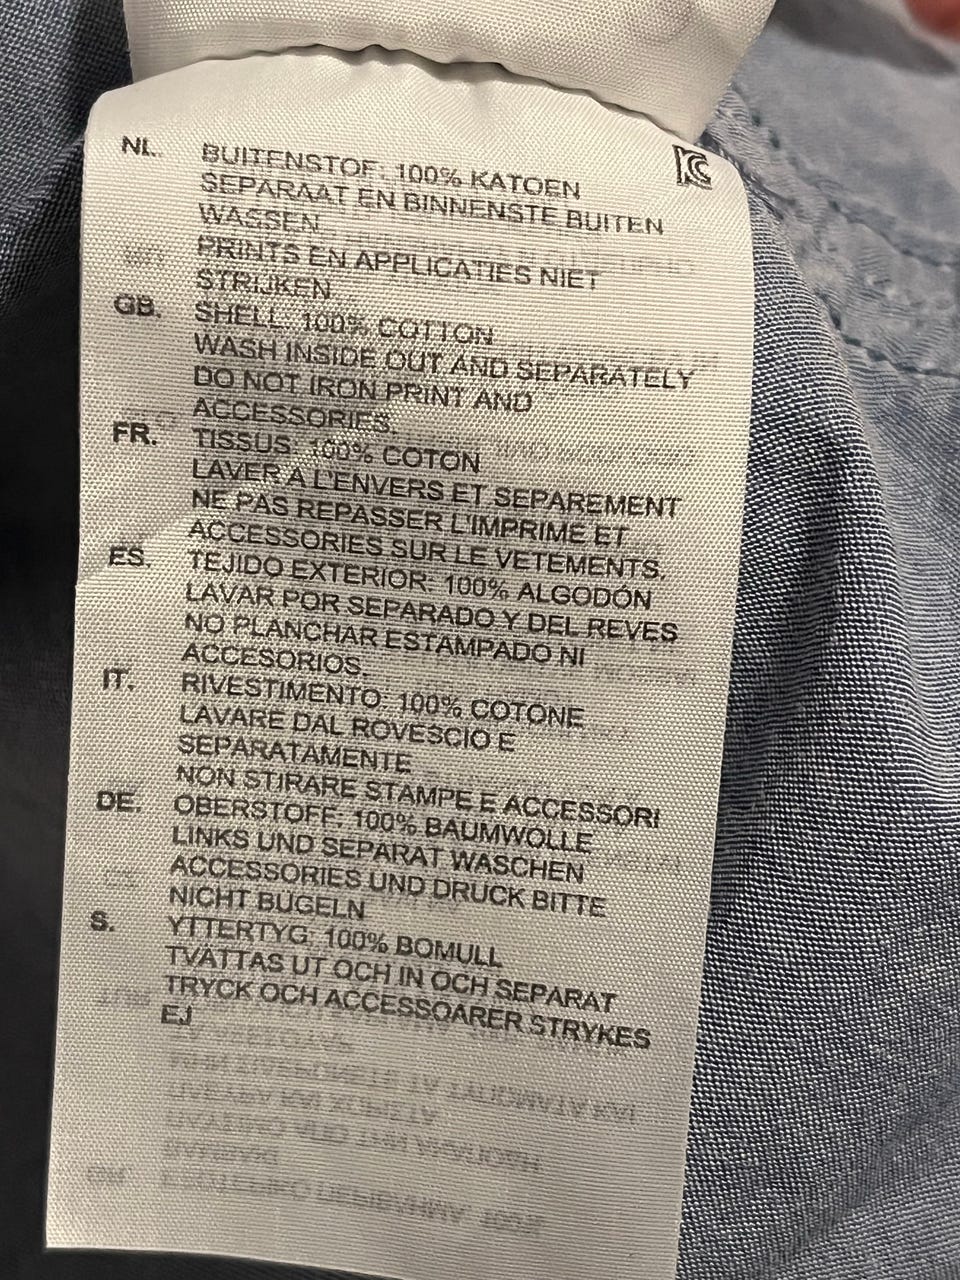 NL. BUITENSTOF: 100% KATOEN
SEPARAAT EN BINNENSTE BUITEN
WASSEN
PRINTS EN APPLICATIES NIET
STRIJKEN
GB. SHELL: 100% COTTON
WASH INSIDE OUT AND SEPARATELY
DO NOT IRON PRINT AND
ACCESSORIES.
FR. TISSUS: 100% COTON
LAVER A L'ENVERS ET SEPAREMENT
NE PAS REPASSER L'IMPRIME ET
ACCESSORIES SUR LE VETEMENTS.
ES. TEJIDO EXTERIOR: 100% ALGODÓN
LAVAR POR SEPARADO Y DEL REVES
NO PLANCHAR ESTAMPADO NI
ACCESORIOS.
IT. RIVESTIMENTO: 100% COTONE
LAVARE DAL ROVESCIO E
SEPARATAMENTE
NON STIRARE STAMPE E ACCESSORI
DE. OBERSTOFF: 100% BAUMWOLLE
LINKS UND SEPARAT WASCHEN
ACCESSORIES UND DRUCK BITTE
NICHT BUGELN
S. YTTERTYG: 100% BOMULL
TVATTAS UT OCH IN OCH SEPARAT
TRYCK OCH ACCESSOARER STRYKES
EJ